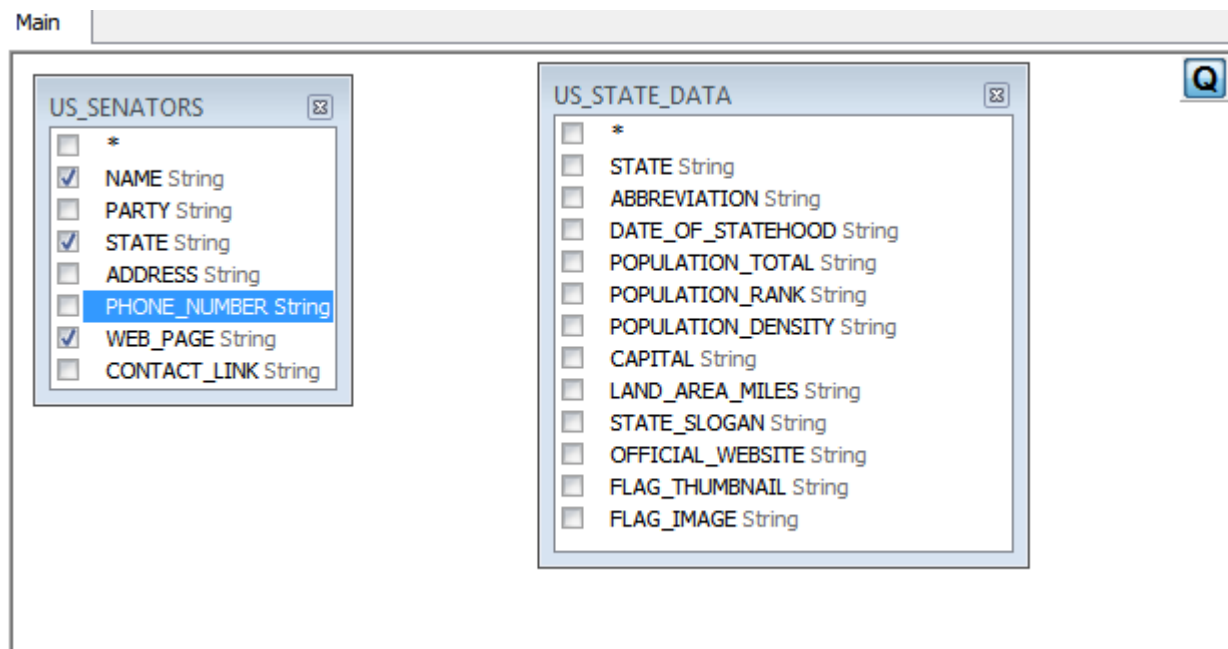 Main
US_SENATORS
*
NAME String
PARTY String
STATE String
ADDRESS String
PHONE_NUMBER String
WEB_PAGE String
CONTACT_LINK String
US_STATE_DATA
*
STATE String
ABBREVIATION String
DATE_OF_STATEHOOD String
POPULATION_TOTAL String
POPULATION_RANK String
POPULATION_DENSITY String
CAPITAL String
LAND_AREA_MILES String
STATE_SLOGAN String
OFFICIAL_WEBSITE String
FLAG_THUMBNAIL String
FLAG_IMAGE String
Q